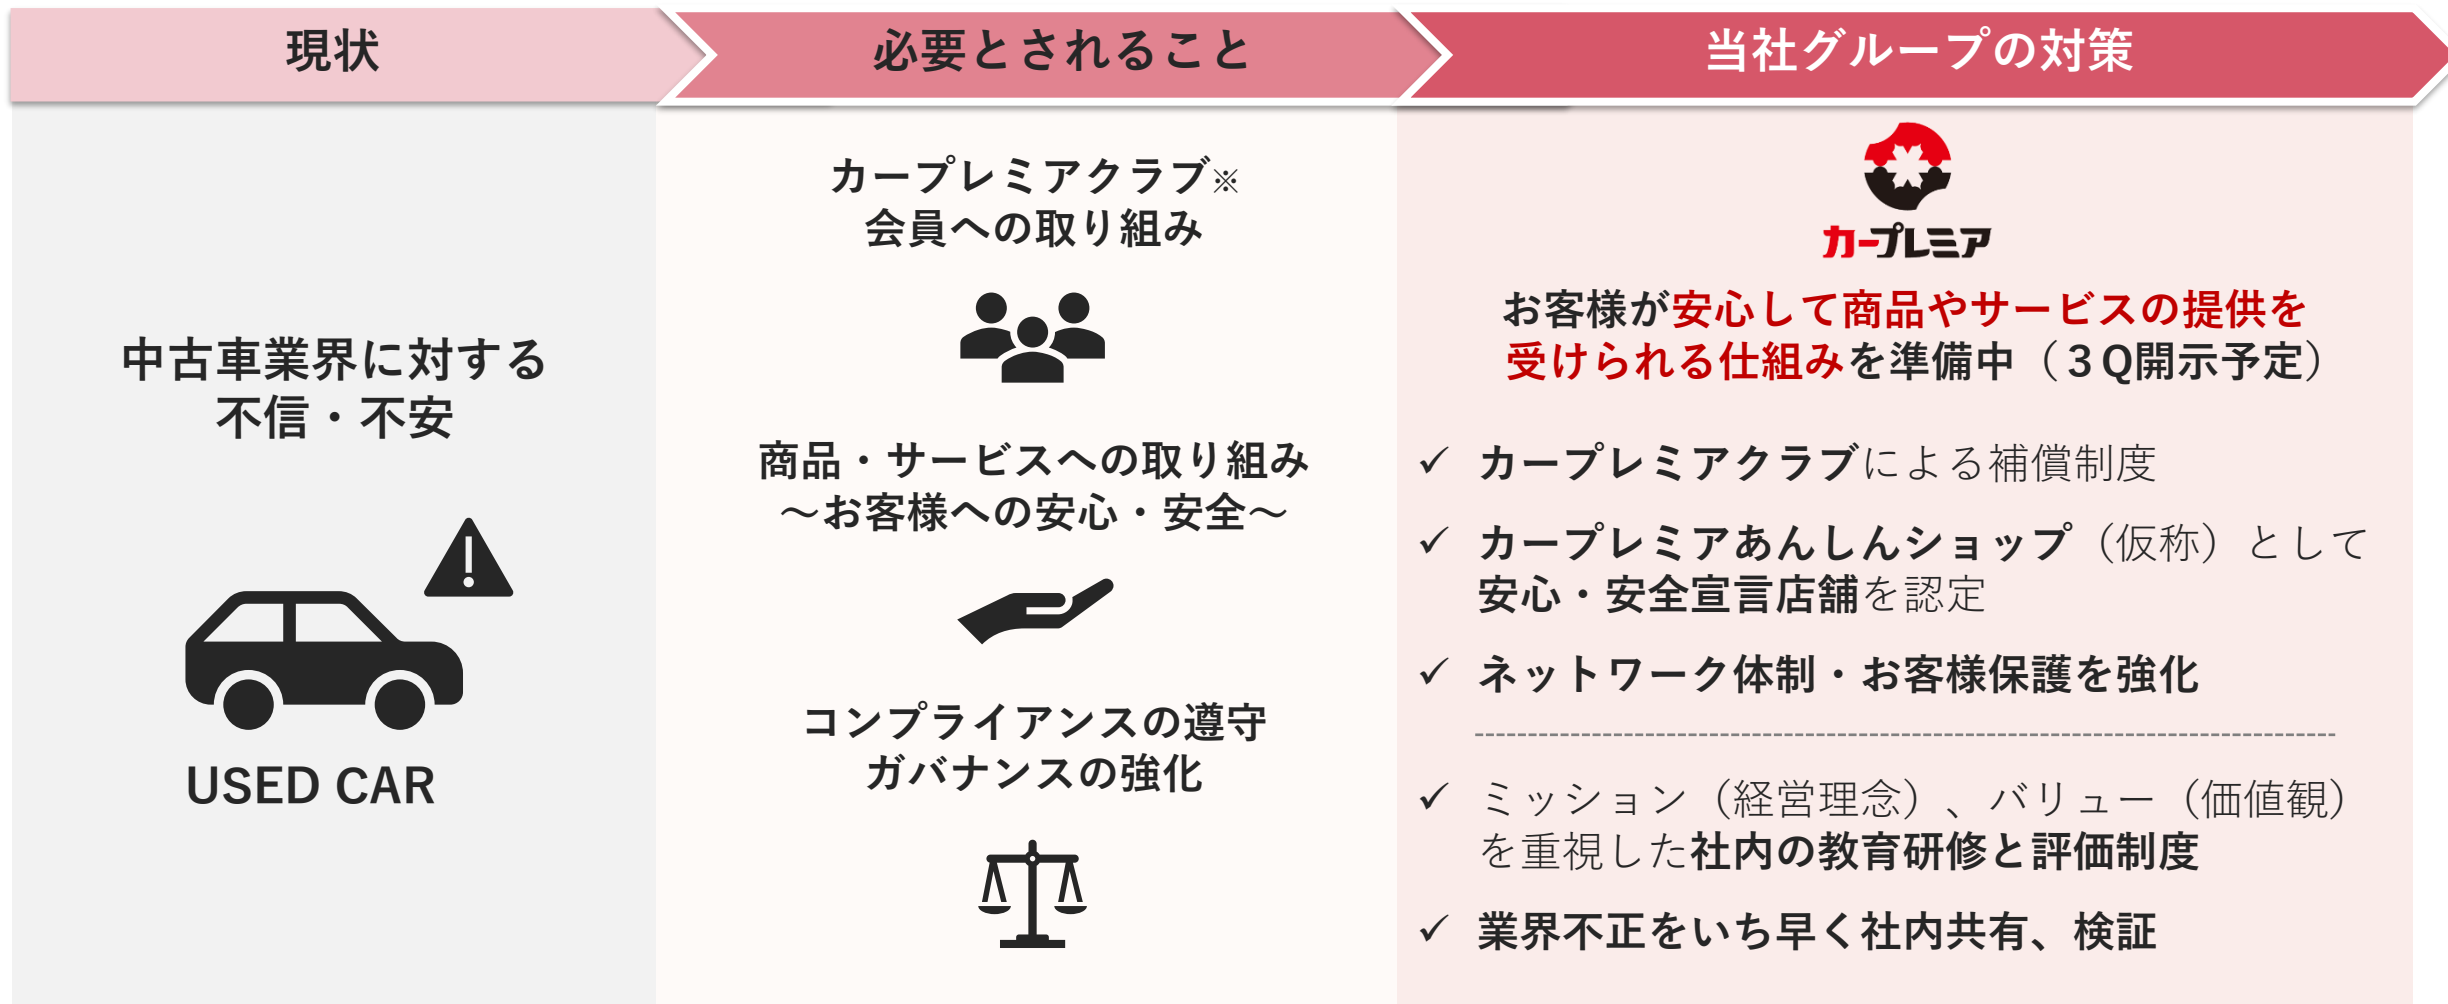 現状
必要とされること
当社グループの対策
中古車業界に対する
不信・不安
USED CAR
カープレミアクラブ※
会員への取り組み
商品・サービスへの取り組み
～お客様への安心・安全～
コンプライアンスの遵守
ガバナンスの強化
カープレミア
お客様が安心して商品やサービスの提供を
受けられる仕組みを準備中（３Q開示予定）
✓ カープレミアクラブによる補償制度
✓ カープレミアあんしんショップ（仮称）として
安心・安全宣言店舗を認定
✓ ネットワーク体制・お客様保護を強化
✓ ミッション（経営理念）、バリュー（価値観）
を重視した社内の教育研修と評価制度
✓ 業界不正をいち早く社内共有、検証